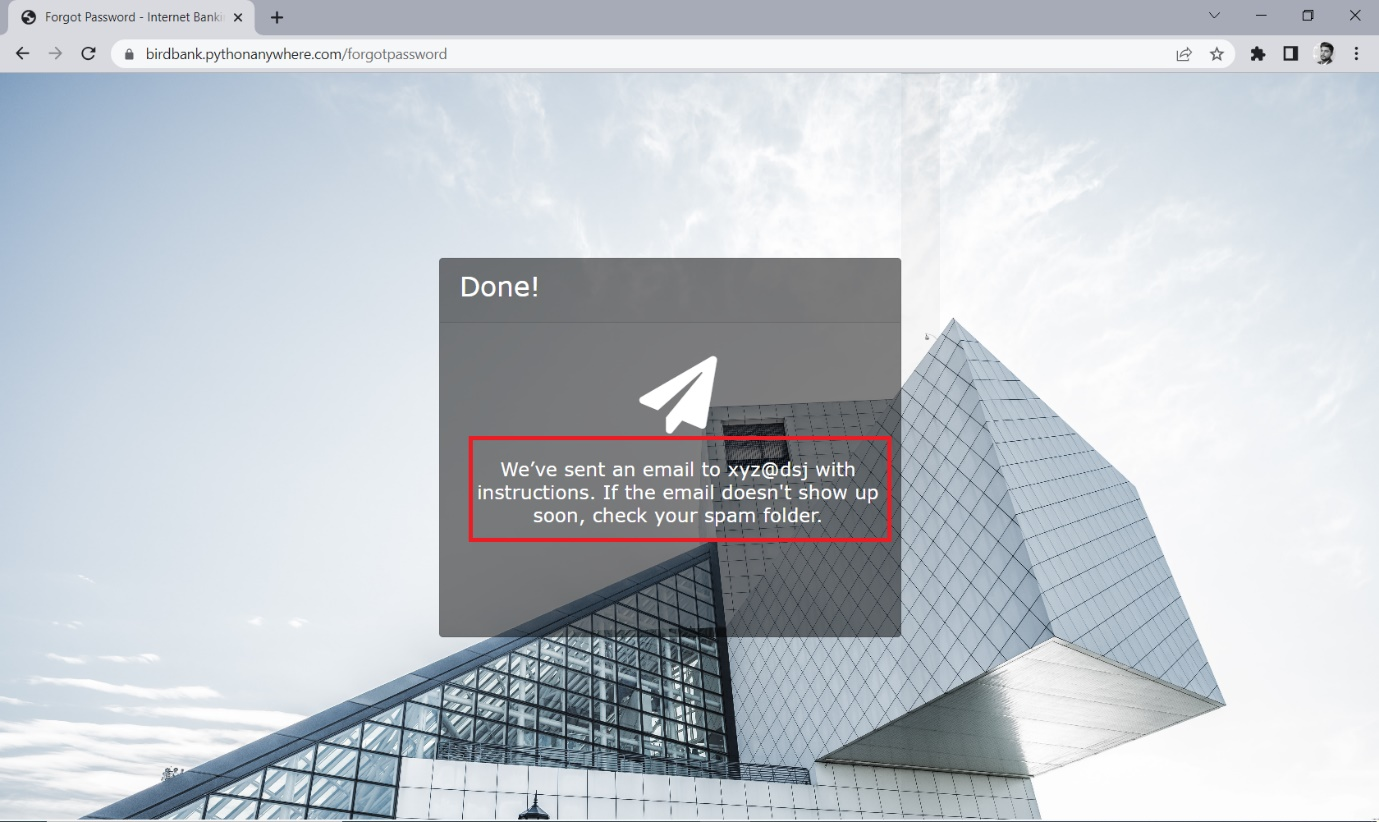 Forgot Password - Internet Banki
birdbank.pythonanywhere.com/forgotpassword
Done!
We’ve sent an email to xyz@dsj with
instructions. If the email doesn't show up
soon, check your spam folder.